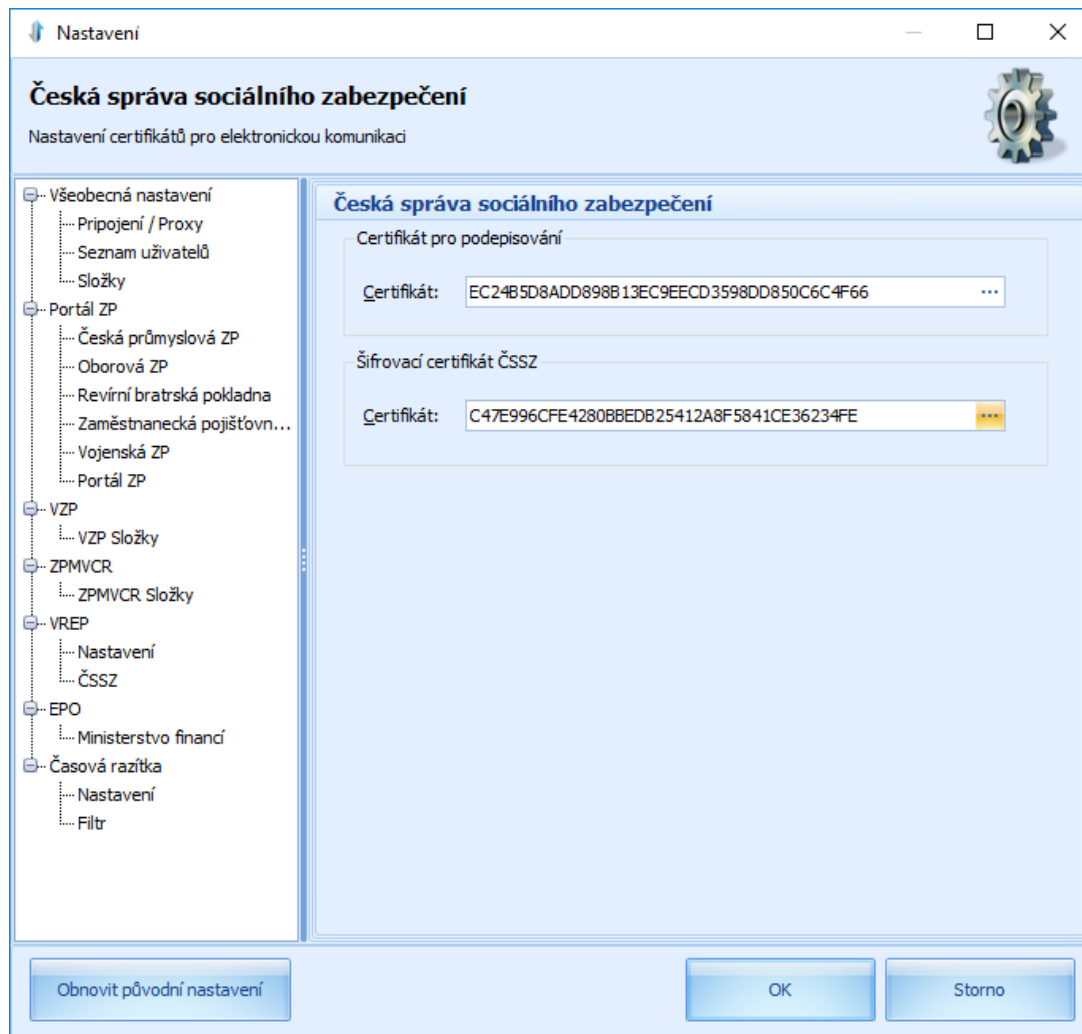 Nastavení
Česká správa sociálního zabezpečení
Nastavení certifikátů pro elektronickou komunikaci
Všeobecná nastavení
Pripojení / Proxy
Seznam uživatelů
Složky
Portál ZP
Česká průmyslová ZP
Oborová ZP
Revírní bratrská pokladna
Zaměstnanecká pojišťovn...
Vojenská ZP
Portál ZP
VZP
VZP Složky
ZPMVCR
ZPMVCR Složky
VREP
Nastavení
ČSSZ
EPO
Ministerstvo financí
Časová razítka
Nastavení
Filtr
Česká správa sociálního zabezpečení
Certifikát pro podepisování
Certifikát: EC24B5D8ADD898B13EC9EECD3598DD850C6C4F66 ...
Šifrovací certifikát ČSSZ
Certifikát: C47E996CFE4280BBEDB25412A8F5841CE36234FE ...
Obnovit původní nastavení
OK
Storno